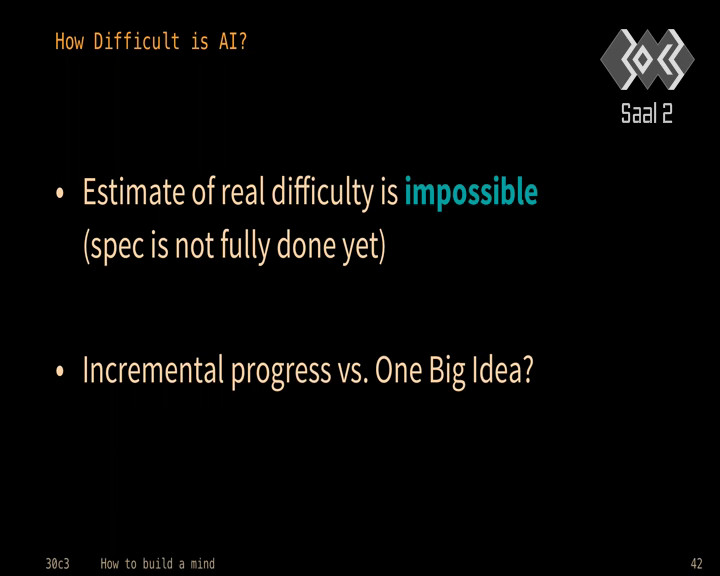 How Difficult is AI?
Saal 2
• Estimate of real difficulty is impossible
(spec is not fully done yet)
• Incremental progress vs. One Big Idea?
30c3 How to build a mind 42